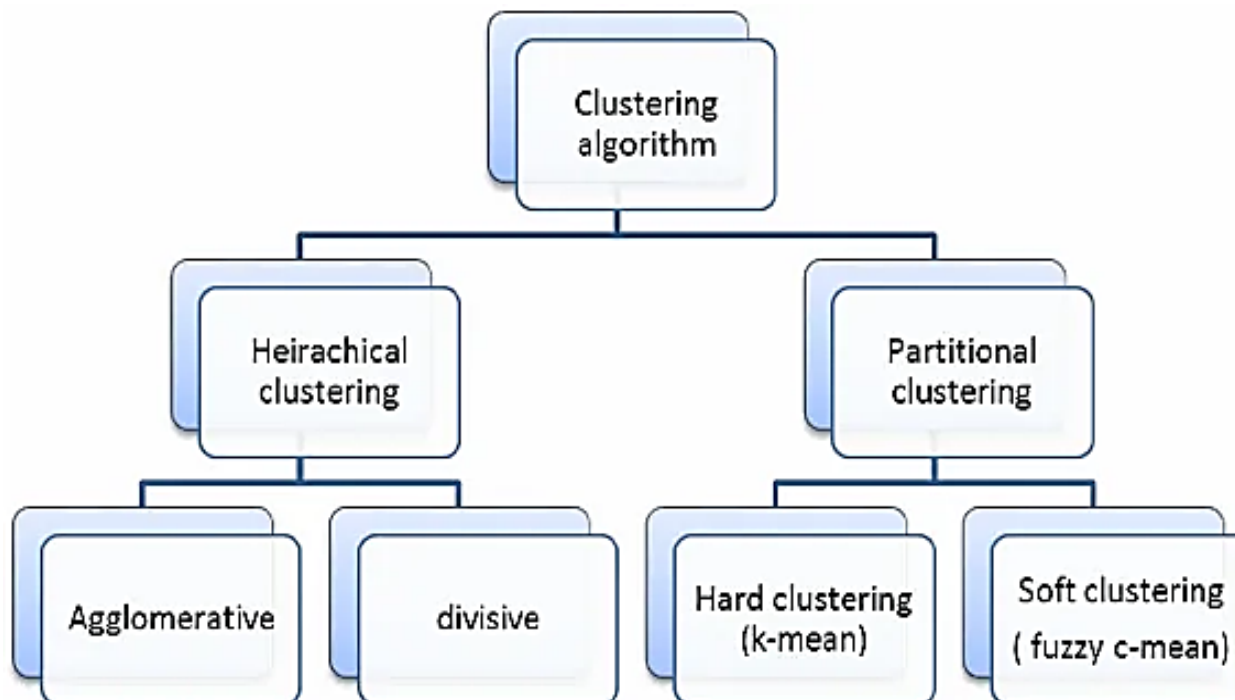 Clustering
algorithm
Heirachical
clustering
Partitional
clustering
Agglomerative
divisive
Hard clustering
(k-mean)
Soft clustering
( fuzzy c-mean)